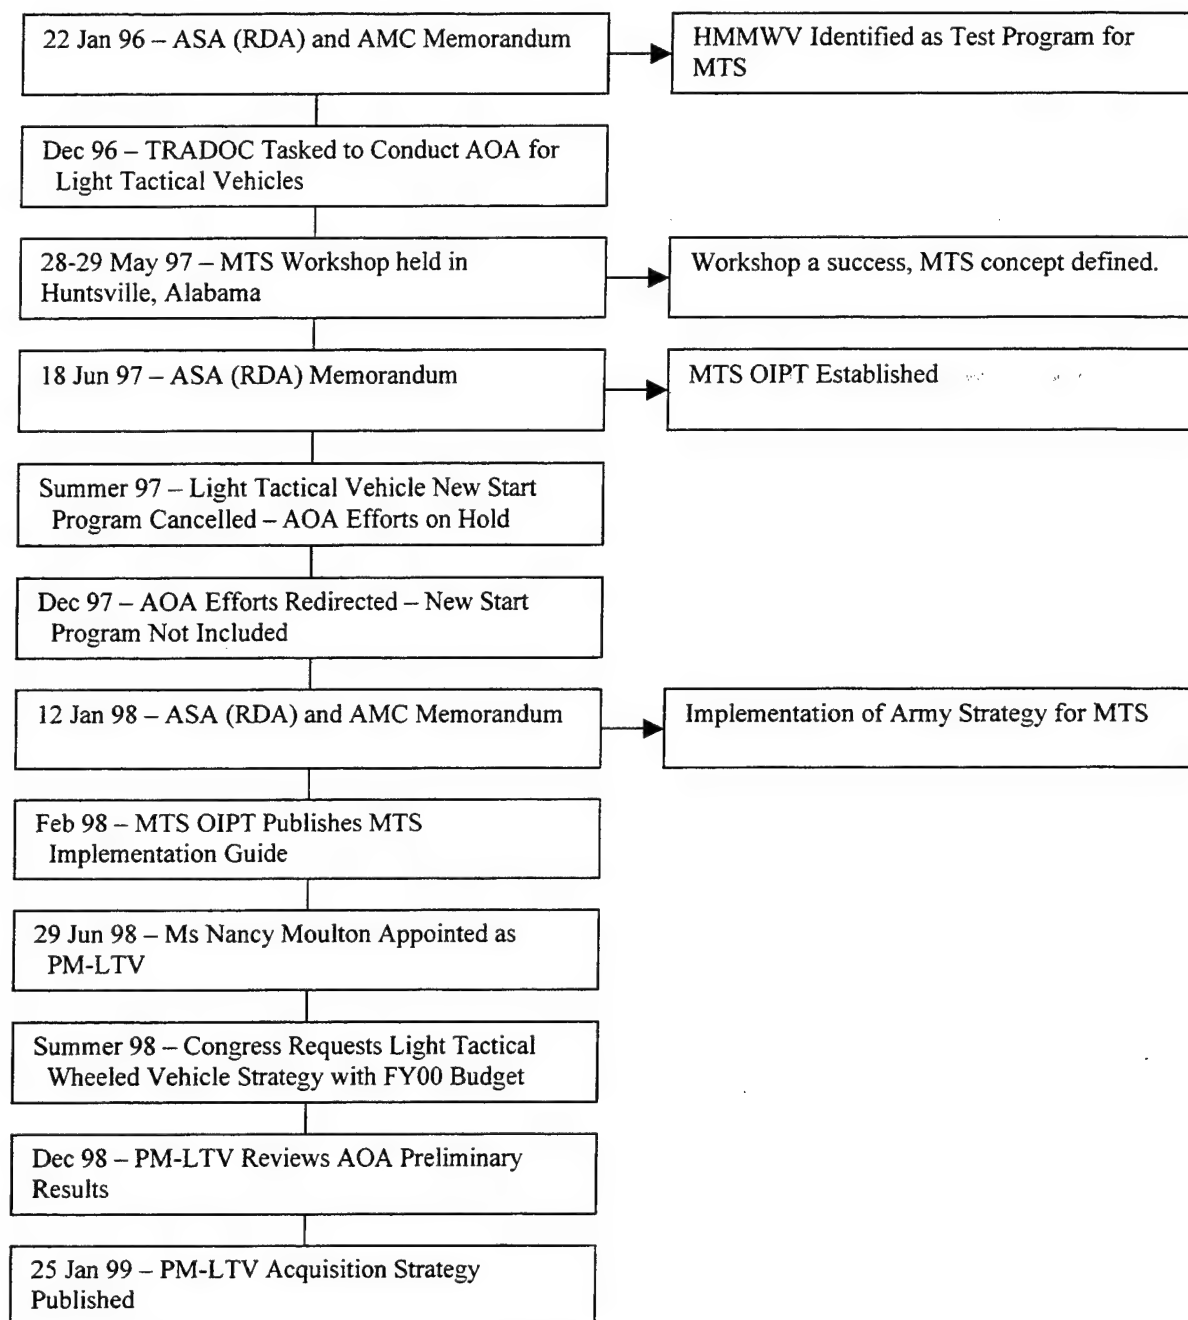 22 Jan 96 – ASA (RDA) and AMC Memorandum
HMMWV Identified as Test Program for
MTS
Dec 96 – TRADOC Tasked to Conduct AOA for
Light Tactical Vehicles
28-29 May 97 – MTS Workshop held in
Huntsville, Alabama
Workshop a success, MTS concept defined.
18 Jun 97 – ASA (RDA) Memorandum
MTS OIPT Established
Summer 97 – Light Tactical Vehicle New Start
Program Cancelled – AOA Efforts on Hold
Dec 97 – AOA Efforts Redirected – New Start
Program Not Included
12 Jan 98 – ASA (RDA) and AMC Memorandum
Implementation of Army Strategy for MTS
Feb 98 – MTS OIPT Publishes MTS
Implementation Guide
29 Jun 98 – Ms Nancy Moulton Appointed as
PM-LTV
Summer 98 – Congress Requests Light Tactical
Wheeled Vehicle Strategy with FY00 Budget
Dec 98 – PM-LTV Reviews AOA Preliminary
Results
25 Jan 99 – PM-LTV Acquisition Strategy
Published